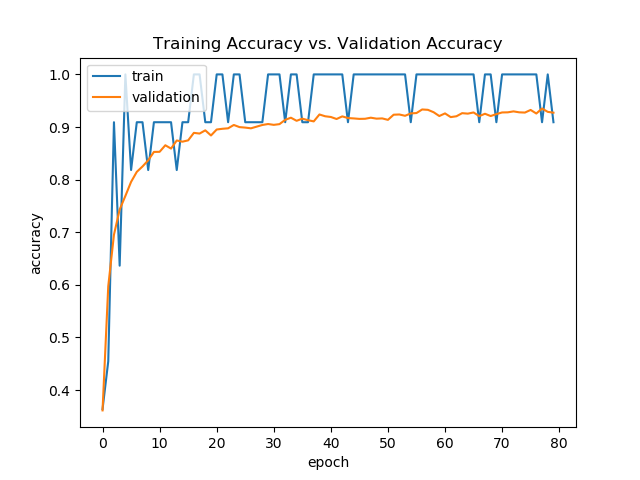 Training Accuracy vs. Validation Accuracy
train
validation
1.0
0.9
0.8
0.7
0.6
0.5
0.4
accuracy
0 10 20 30 40 50 60 70 80
epoch